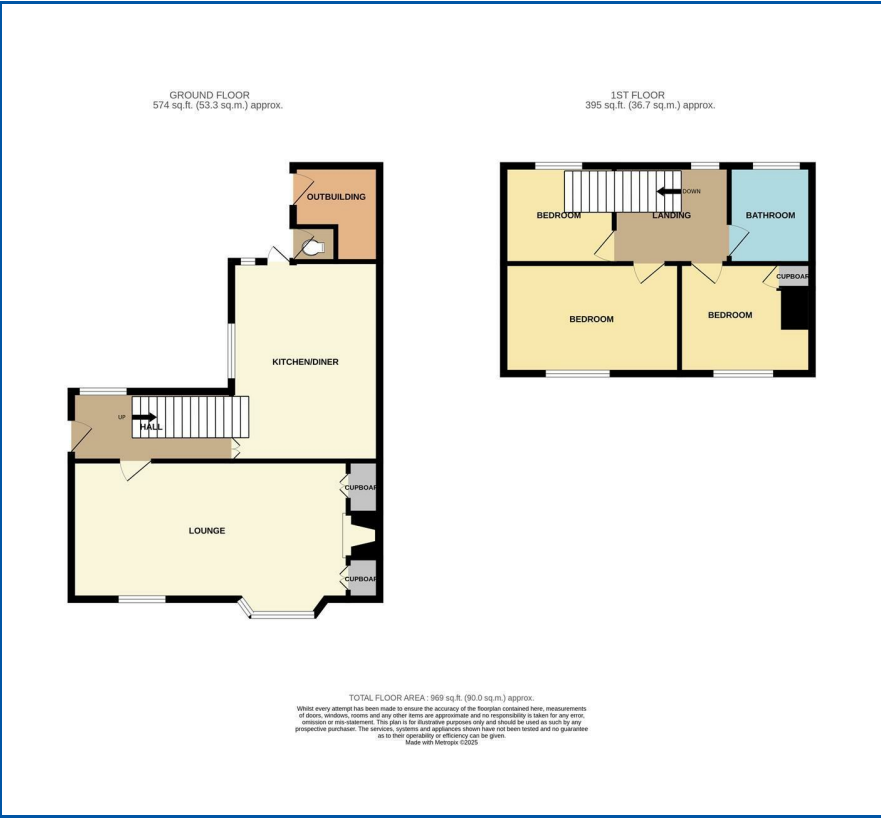 GROUND FLOOR
574 sq.ft. (53.3 sq.m.) approx.
OUTBUILDING
KITCHEN/DINER
UP
HALL
CUPBOAR
LOUNGE
CUPBOAR
1ST FLOOR
395 sq.ft. (36.7 sq.m.) approx.
DOWN
BEDROOM
LANDING
BATHROOM
CUPBOAR
BEDROOM
BEDROOM
TOTAL FLOOR AREA : 969 sq.ft. (90.0 sq.m.) approx.
Whilst every attempt has been made to ensure the accuracy of the floorplan contained here, measurements
of doors, windows, rooms and any other items are approximate and no responsibility is taken for any error,
omission or mis-statement. This plan is for illustrative purposes only and should be used as such by any
prospective purchaser. The services, systems and appliances shown have not been tested and no guarantee
as to their operability or efficiency can be given.
Made with Metropix ©2025